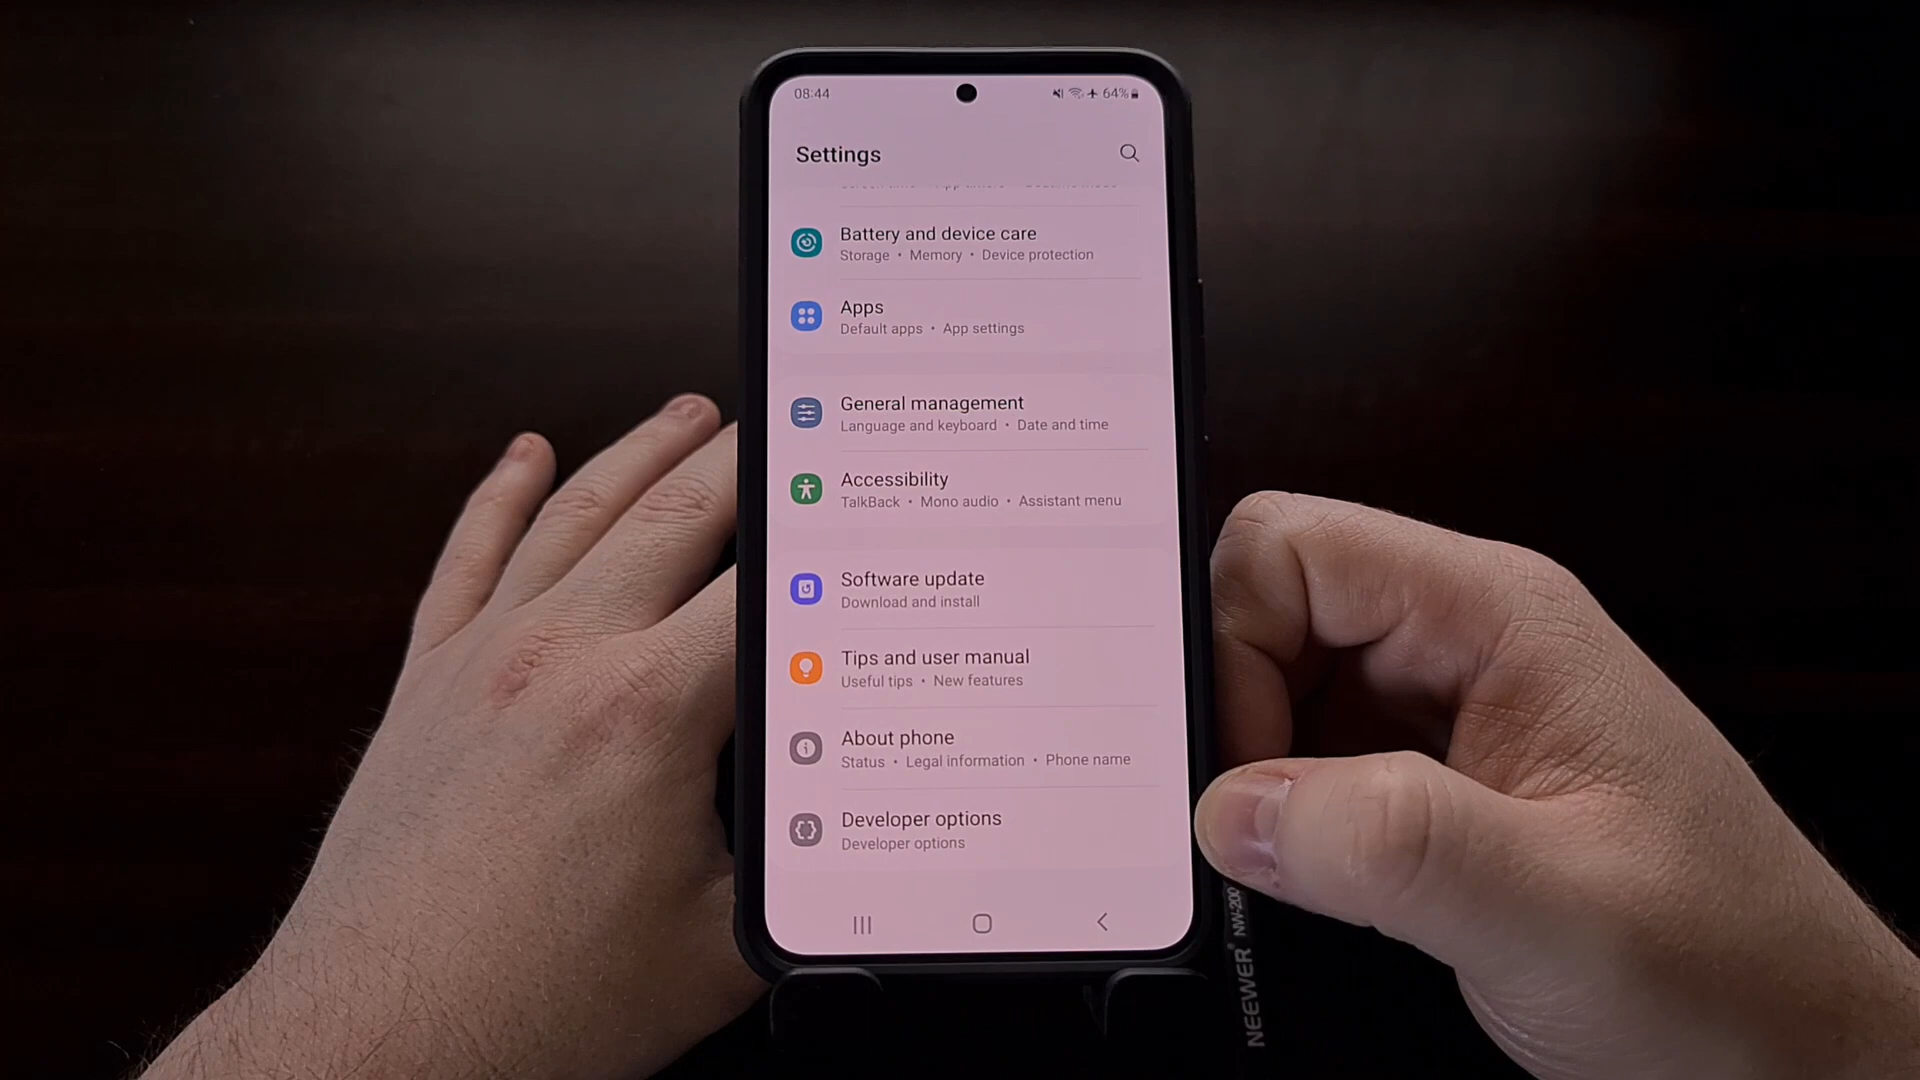 08:44 64%
Settings
Battery and device care
Storage • Memory • Device protection
Apps
Default apps • App settings
General management
Language and keyboard • Date and time
Accessibility
TalkBack • Mono audio • Assistant menu
Software update
Download and install
Tips and user manual
Useful tips • New features
About phone
Status • Legal information • Phone name
Developer options
Developer options
NEEWER® NW-200